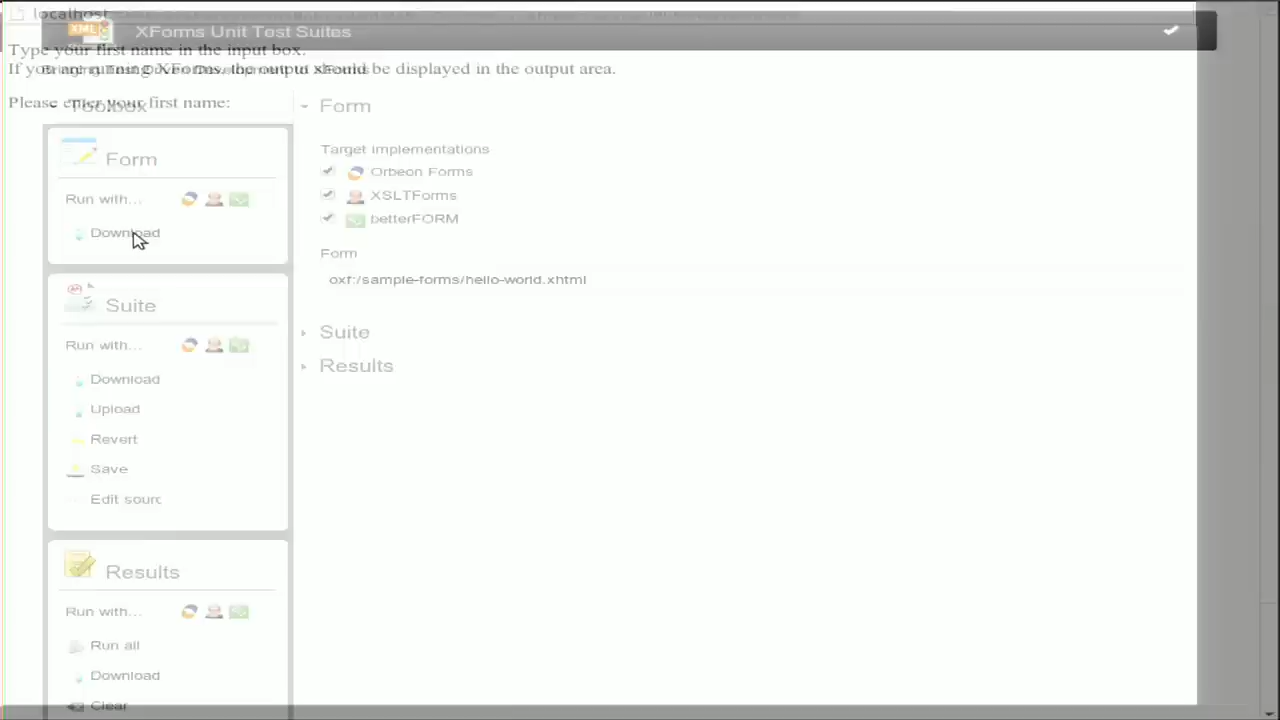 localhost
XForms Unit Test Suites
Type your first name in the input box.
If you are running XForms, the output should be displayed in the output area.
Please enter your first name:
Toolbox
Form
Run with...
Download
Suite
Run with...
Download
Upload
Revert
Save
Edit sourc
Results
Run with...
Run all
Download
Clear
Form
Target implementations
Orbeon Forms
XSLTForms
betterFORM
Form
oxf:/sample-forms/hello-world.xhtml
Suite
Results